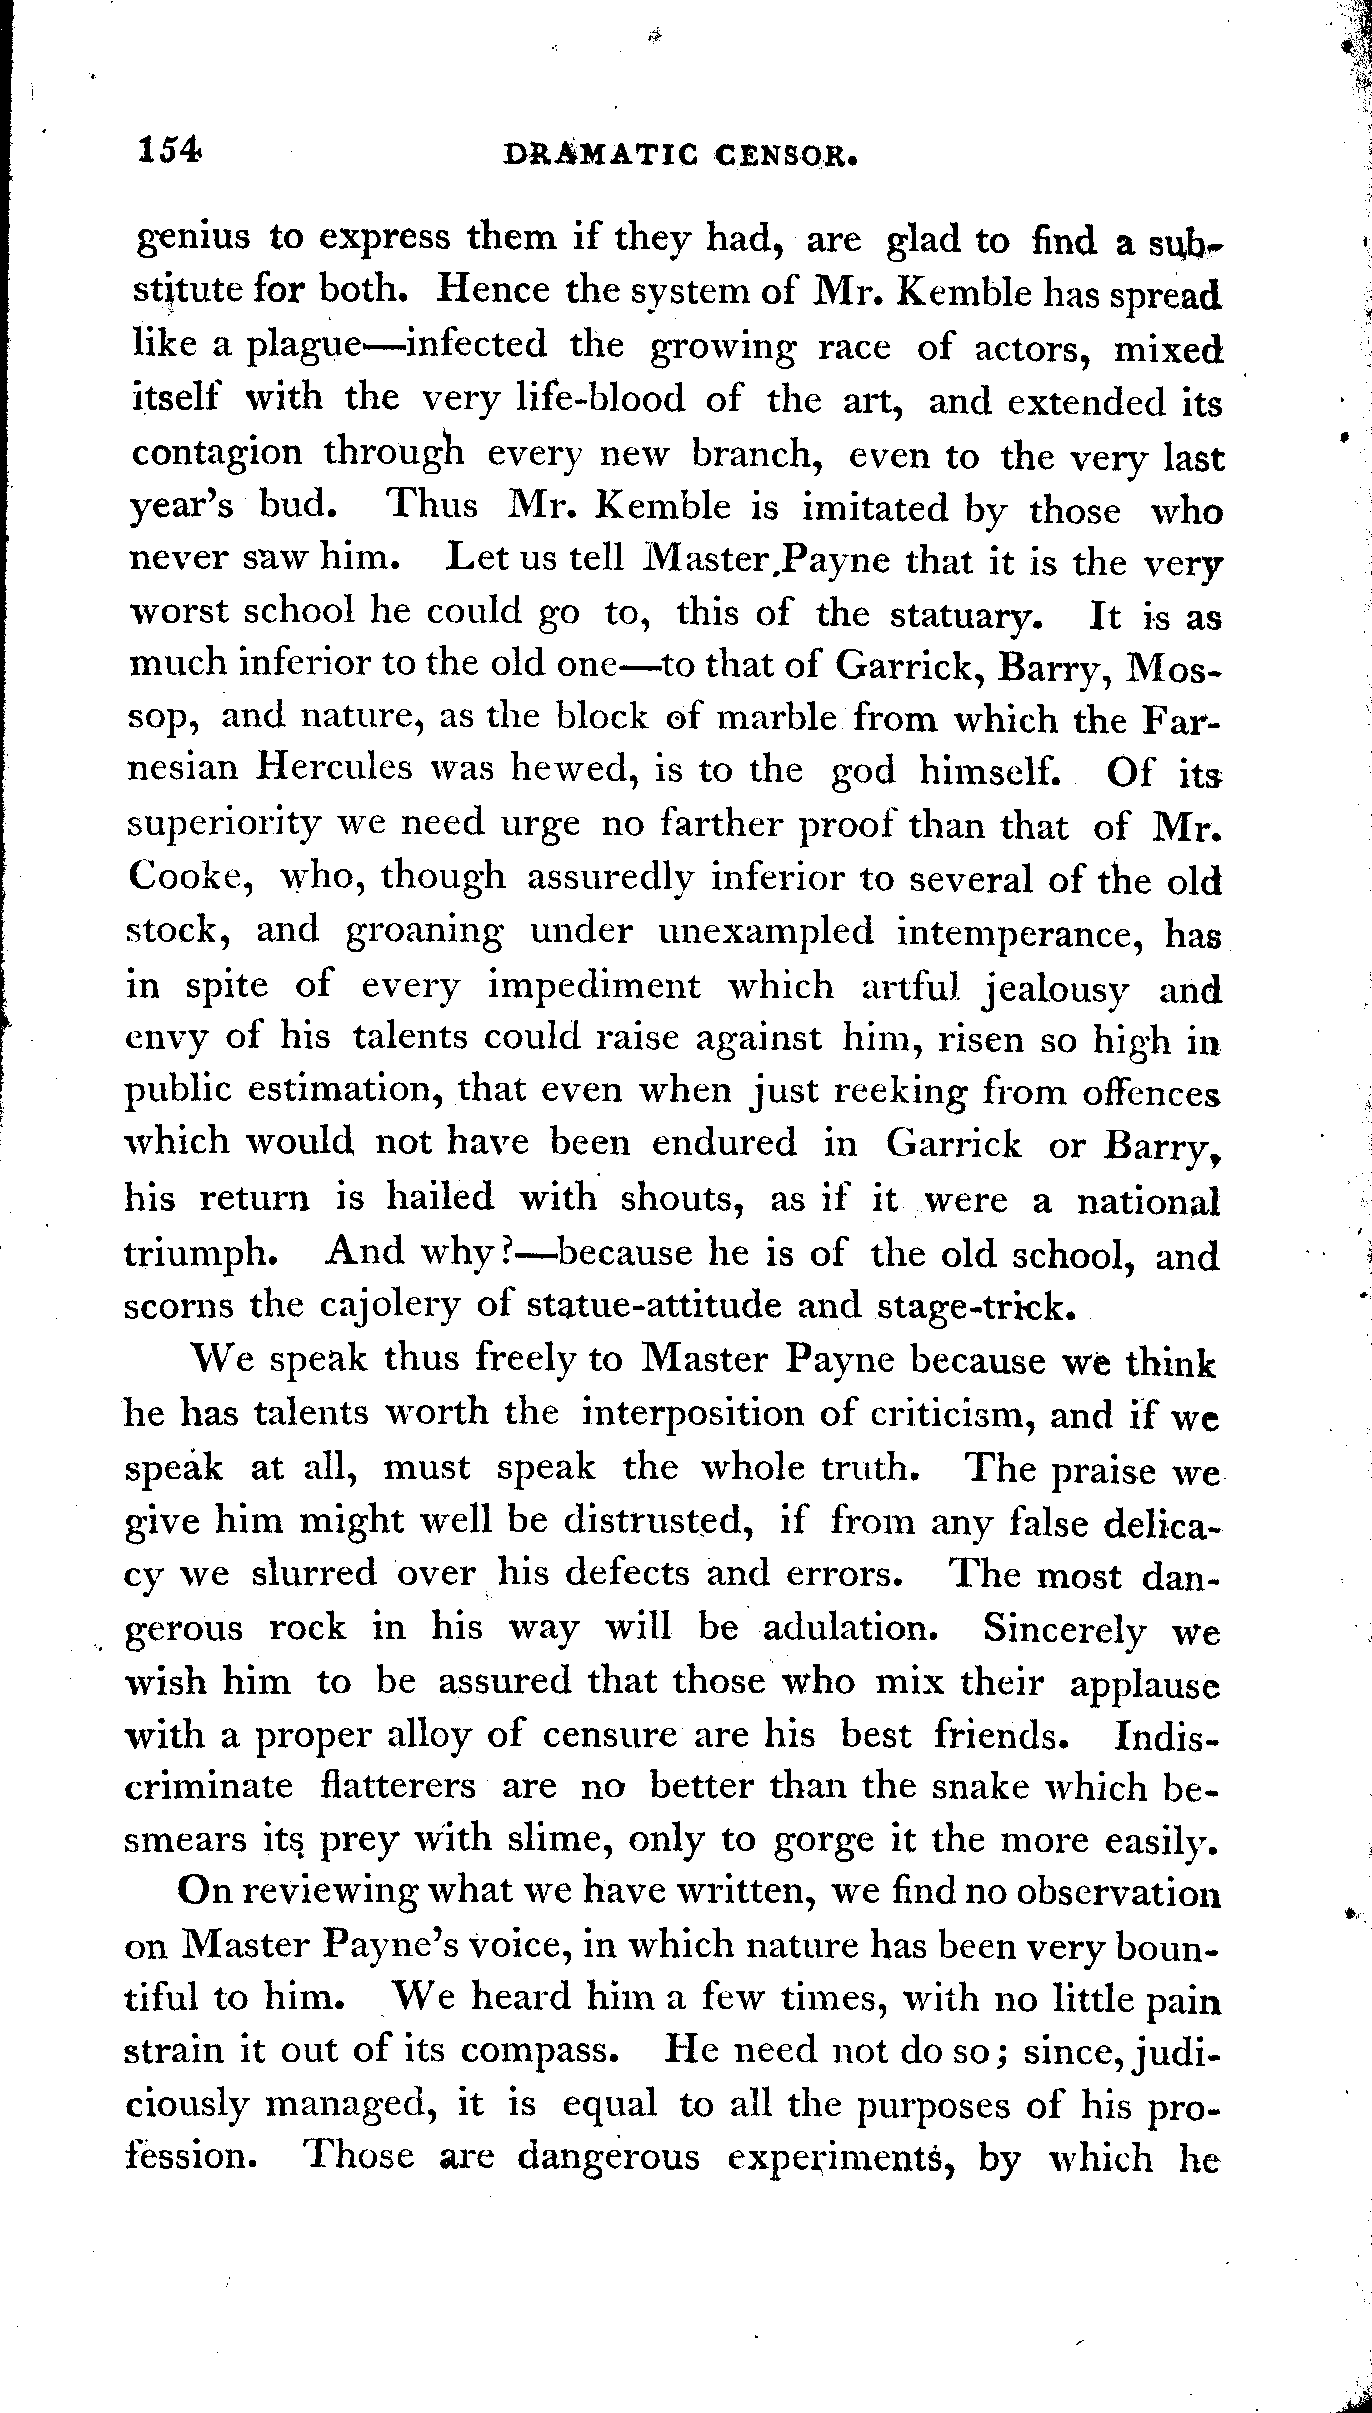 154 DRAMATIC CENSOR.
genius to express them if they had, are glad to find a sub-
stitute for both. Hence the system of Mr. Kemble has spread
like a plague—infected the growing race of actors, mixed
itself with the very life-blood of the art, and extended its
contagion through every new branch, even to the very last
year's bud. Thus Mr. Kemble is imitated by those who
never saw him. Let us tell Master Payne that it is the very
worst school he could go to, this of the statuary. It is as
much inferior to the old one—to that of Garrick, Barry, Mos-
sop, and nature, as the block of marble from which the Far-
nesian Hercules was hewed, is to the god himself. Of its
superiority we need urge no farther proof than that of Mr.
Cooke, who, though assuredly inferior to several of the old
stock, and groaning under unexampled intemperance, has
in spite of every impediment which artful jealousy and
envy of his talents could raise against him, risen so high in
public estimation, that even when just reeking from offences
which would not have been endured in Garrick or Barry,
his return is hailed with shouts, as if it were a national
triumph. And why?—because he is of the old school, and
scorns the cajolery of statue-attitude and stage-trick.
We speak thus freely to Master Payne because we think
he has talents worth the interposition of criticism, and if we
speak at all, must speak the whole truth. The praise we
give him might well be distrusted, if from any false delica-
cy we slurred over his defects and errors. The most dan-
gerous rock in his way will be adulation. Sincerely we
wish him to be assured that those who mix their applause
with a proper alloy of censure are his best friends. Indis-
criminate flatterers are no better than the snake which be-
smears its prey with slime, only to gorge it the more easily.
On reviewing what we have written, we find no observation
on Master Payne's voice, in which nature has been very boun-
tiful to him. We heard him a few times, with no little pain
strain it out of its compass. He need not do so; since, judi-
ciously managed, it is equal to all the purposes of his pro-
fession. Those are dangerous experiments, by which he